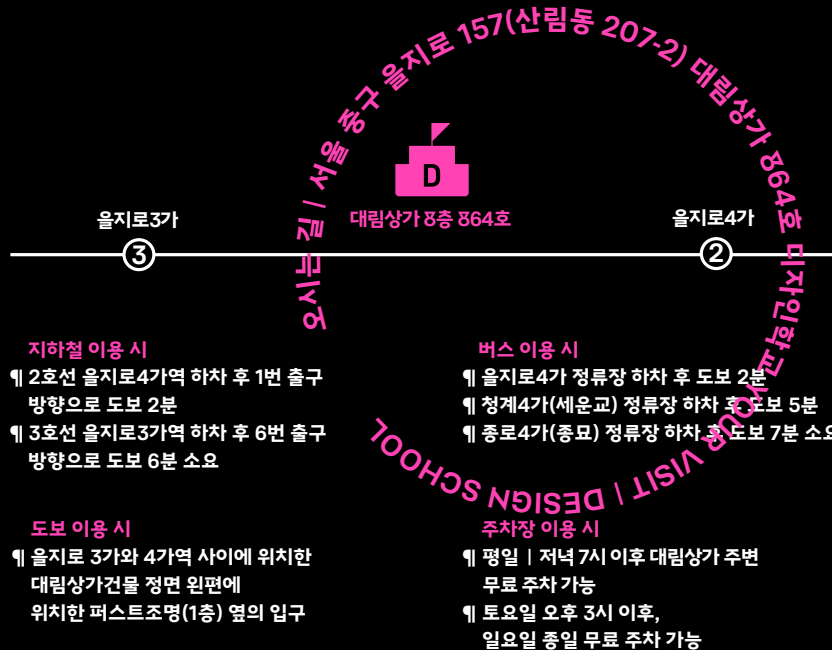 오시는 길 | 서울 중구 을지로 157(산림동 207-2) 대림상가 864호 디자인학교 YOUR VISIT | DESIGN SCHOOL
D
대림상가 8층 864호
을지로3가
3
을지로4가
2
지하철 이용 시
¶ 2호선 을지로4가역 하차 후 1번 출구
방향으로 도보 2분
¶ 3호선 을지로3가역 하차 후 6번 출구
방향으로 도보 6분 소요
버스 이용 시
¶ 을지로4가 정류장 하차 후 도보 2분
¶ 청계4가(세운교) 정류장 하차 후 도보 5분
¶ 종로4가(종묘) 정류장 하차 후 도보 7분 소요
도보 이용 시
¶ 을지로 3가와 4가역 사이에 위치한
대림상가건물 정면 왼편에
위치한 퍼스트조명(1층) 옆의 입구
주차장 이용 시
¶ 평일 | 저녁 7시 이후 대림상가 주변
무료 주차 가능
¶ 토요일 오후 3시 이후,
일요일 종일 무료 주차 가능